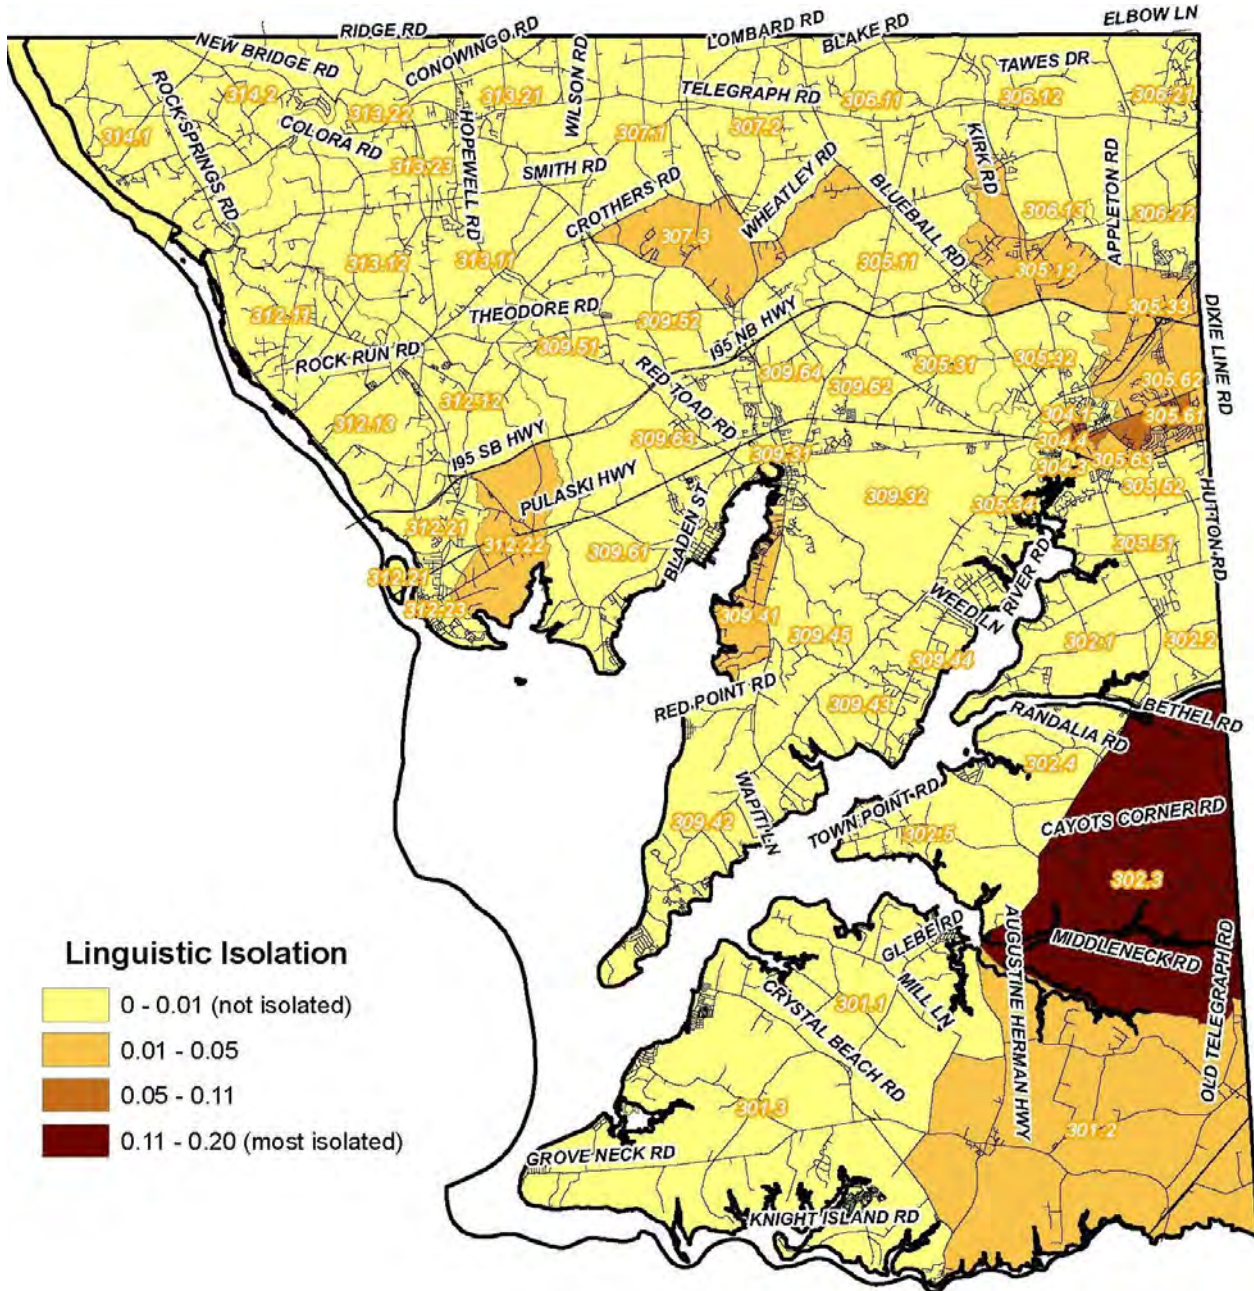 ELBOW LN
RIDGE RD
CONOWINGO RD
LOMBARD RD
BLAKE RD
NEW BRIDGE RD
WILSON RD
TAWES DR
ROCK SPRINGS RD
314.2
313.22
313.21
TELEGRAPH RD
306.11
306.12
306.21
314.1
COLORA RD
HOPEWELL RD
307.1
307.2
KIRK RD
313.23
SMITH RD
CROTHERS RD
WHEATLEY RD
BLUEBALL RD
APPLETON RD
306.13
306.22
307.3
313.12
313.11
305.11
305.12
312.11
THEODORE RD
309.52
I95 NB HWY
305.33
DIXIE LINE RD
ROCK RUN RD
309.51
RED TOAD RD
309.64
309.62
305.31
305.32
305.62
312.12
312.13
304.1
305.61
I95 SB HWY
309.63
309.31
304.4
305.63
304.3
PULASKI HWY
BLADEN ST
309.32
305.34
305.52
HUTTON RD
312.21
312.22
309.61
305.51
312.21
312.23
309.41
309.45
WEED LN
RIVER RD
302.1
302.2
309.44
RED POINT RD
309.43
RANDALIA RD
BETHEL RD
302.4
WAPITI LN
TOWN POINT RD
309.42
302.5
CAYOTS CORNER RD
302.3
GLEBE RD
AUGUSTINE HERMAN HWY
MIDDLENECK RD
OLD TELEGRAPH RD
Linguistic Isolation
0 - 0.01 (not isolated)
0.01 - 0.05
0.05 - 0.11
0.11 - 0.20 (most isolated)
301.1
MILL LN
CRYSTAL BEACH RD
301.3
301.2
GROVE NECK RD
KNIGHT ISLAND RD